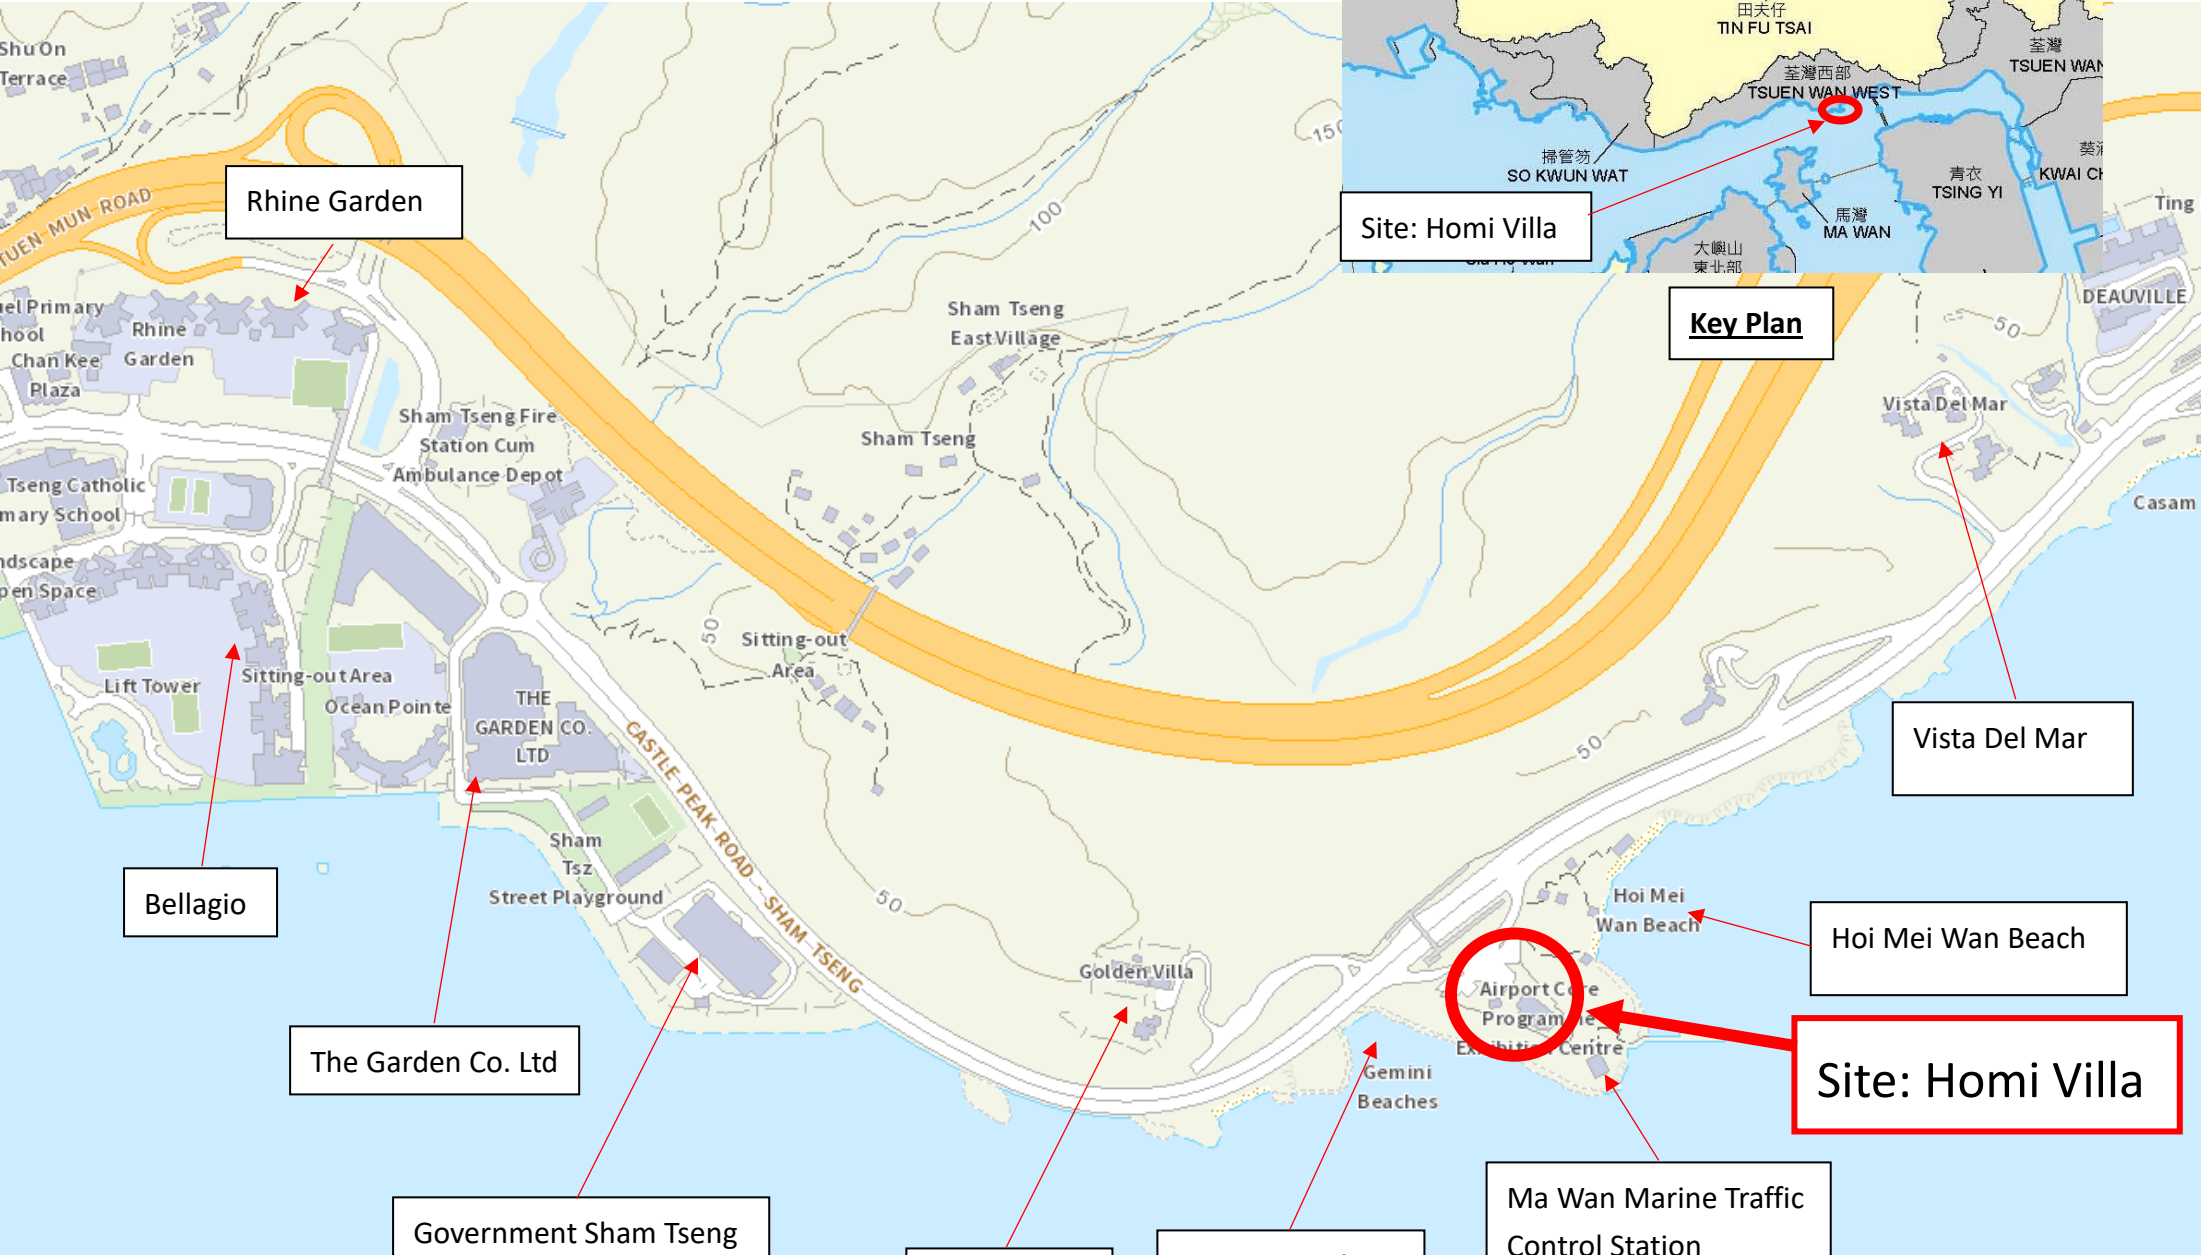 Shu On
Terrace
TUEN MUN ROAD
Rhine Garden
Primary
Rhine
Garden
Chan Kee
Plaza
Sham Tseng Fire
Station Cum
Ambulance Depot
Tseng Catholic
Space
Lift Tower
Sitting-out Area
Ocean Pointe
THE
GARDEN CO.
LTD
Sham Tseng
East Village
Sham Tseng
Sitting-out
Area
100
50
50
50
50
CASTLE PEAK ROAD - SHAM TSENG
Sham
Tsz
Street Playground
Golden Villa
Gemini
Beaches
Airport Core
Programme
Exhibition Centre
Hoi Mei
Wan Beach
Vista Del Mar
DEAUVILLE
Ting
Casam
田夫仔
TIN FU TSAI
荃灣
TSUEN WAN
荃灣西部
TSUEN WAN WEST
掃管笏
SO KWUN WAT
青衣
TSING YI
馬灣
MA WAN
大嶼山
東北部
Site: Homi Villa
Key Plan
Vista Del Mar
Hoi Mei Wan Beach
Site: Homi Villa
Bellagio
The Garden Co. Ltd
Government Sham Tseng
Ma Wan Marine Traffic
Control Station